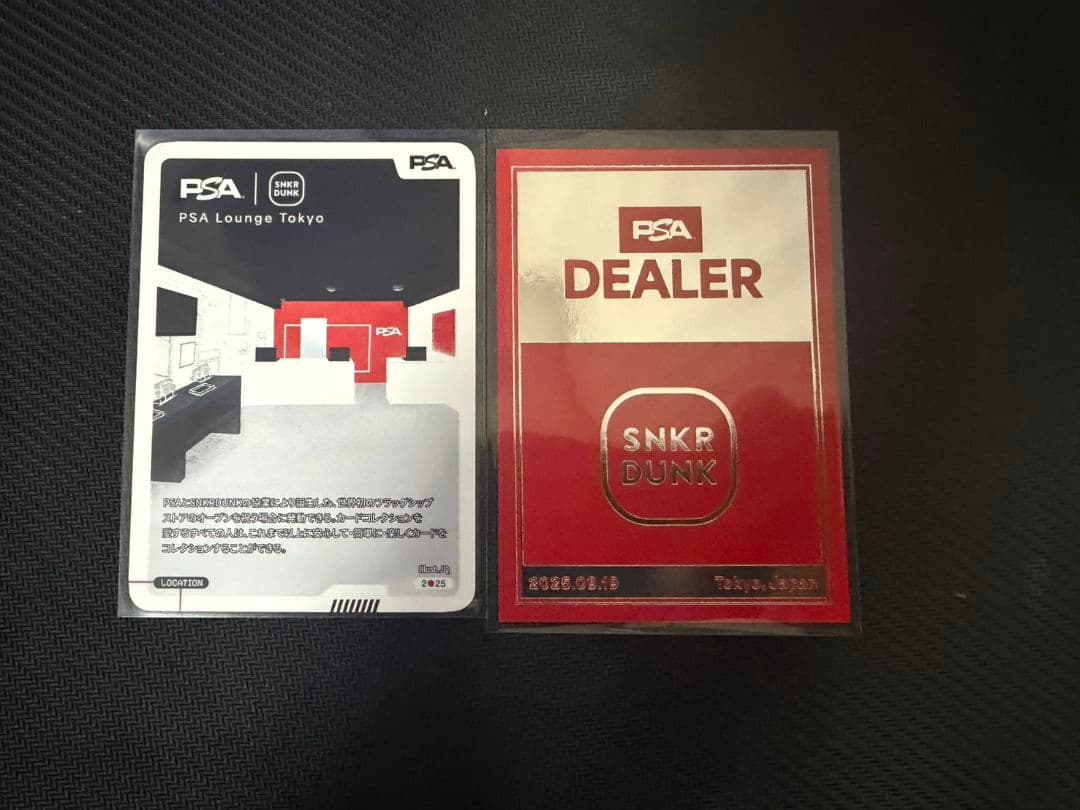 PSA
PSA | SNKR DUNK
PSA Lounge Tokyo
PSA
PSAとSNKRDUNKの協業により誕生した、世界初のフラッグシップ
ストアのオープンを祝う場合に発動できる。カードコレクションを
愛するすべての人は、これまで以上に安心して・簡単に・楽しくカードを
コレクションすることができる。
Illust. /Q
LOCATION
2025
PSA
DEALER
SNKR
DUNK
2025.09.19
Tokyo, Japan